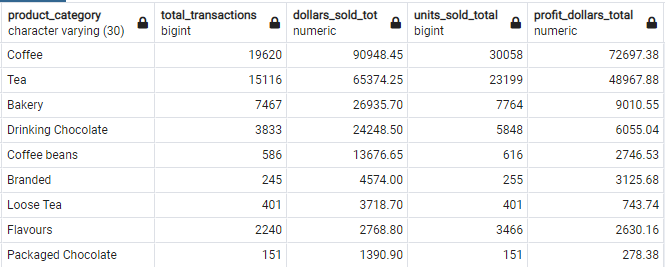 product_category total_transactions dollars_sold_tot units_sold_total profit_dollars_total
character varying (30) bigint numeric bigint numeric
Coffee 19620 90948.45 30058 72697.38
Tea 15116 65374.25 23199 48967.88
Bakery 7467 26935.70 7764 9010.55
Drinking Chocolate 3833 24248.50 5848 6055.04
Coffee beans 586 13676.65 616 2746.53
Branded 245 4574.00 255 3125.68
Loose Tea 401 3718.70 401 743.74
Flavours 2240 2768.80 3466 2630.16
Packaged Chocolate 151 1390.90 151 278.38